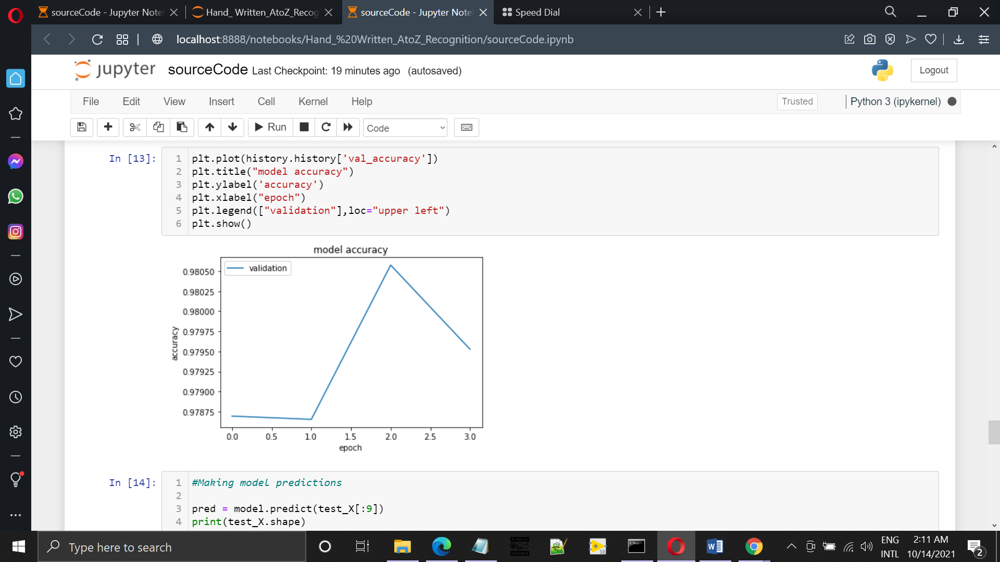 sourceCode - Jupyter Note
Hand_ Written_AtoZ_Recog
sourceCode - Jupyter Note
Speed Dial
localhost:8888/notebooks/Hand_%20Written_AtoZ_Recognition/sourceCode.ipynb
jupyter sourceCode Last Checkpoint: 19 minutes ago (autosaved)
Logout
File Edit View Insert Cell Kernel Help
Trusted
Python 3 (ipykernel)
Run
Code
In [13]:
1 plt.plot(history.history['val_accuracy'])
2 plt.title("model accuracy")
3 plt.ylabel('accuracy')
4 plt.xlabel("epoch")
5 plt.legend(["validation"],loc="upper left")
6 plt.show()
model accuracy
validation
0.98050
0.98025
0.98000
0.97975
0.97950
0.97925
0.97900
0.97875
accuracy
0.0 0.5 1.0 1.5 2.0 2.5 3.0
epoch
In [14]:
1 #Making model predictions
2
3 pred = model.predict(test_X[:9])
4 print(test_X.shape)
Type here to search
18
ENG
INTL
2:11 AM
10/14/2021
2